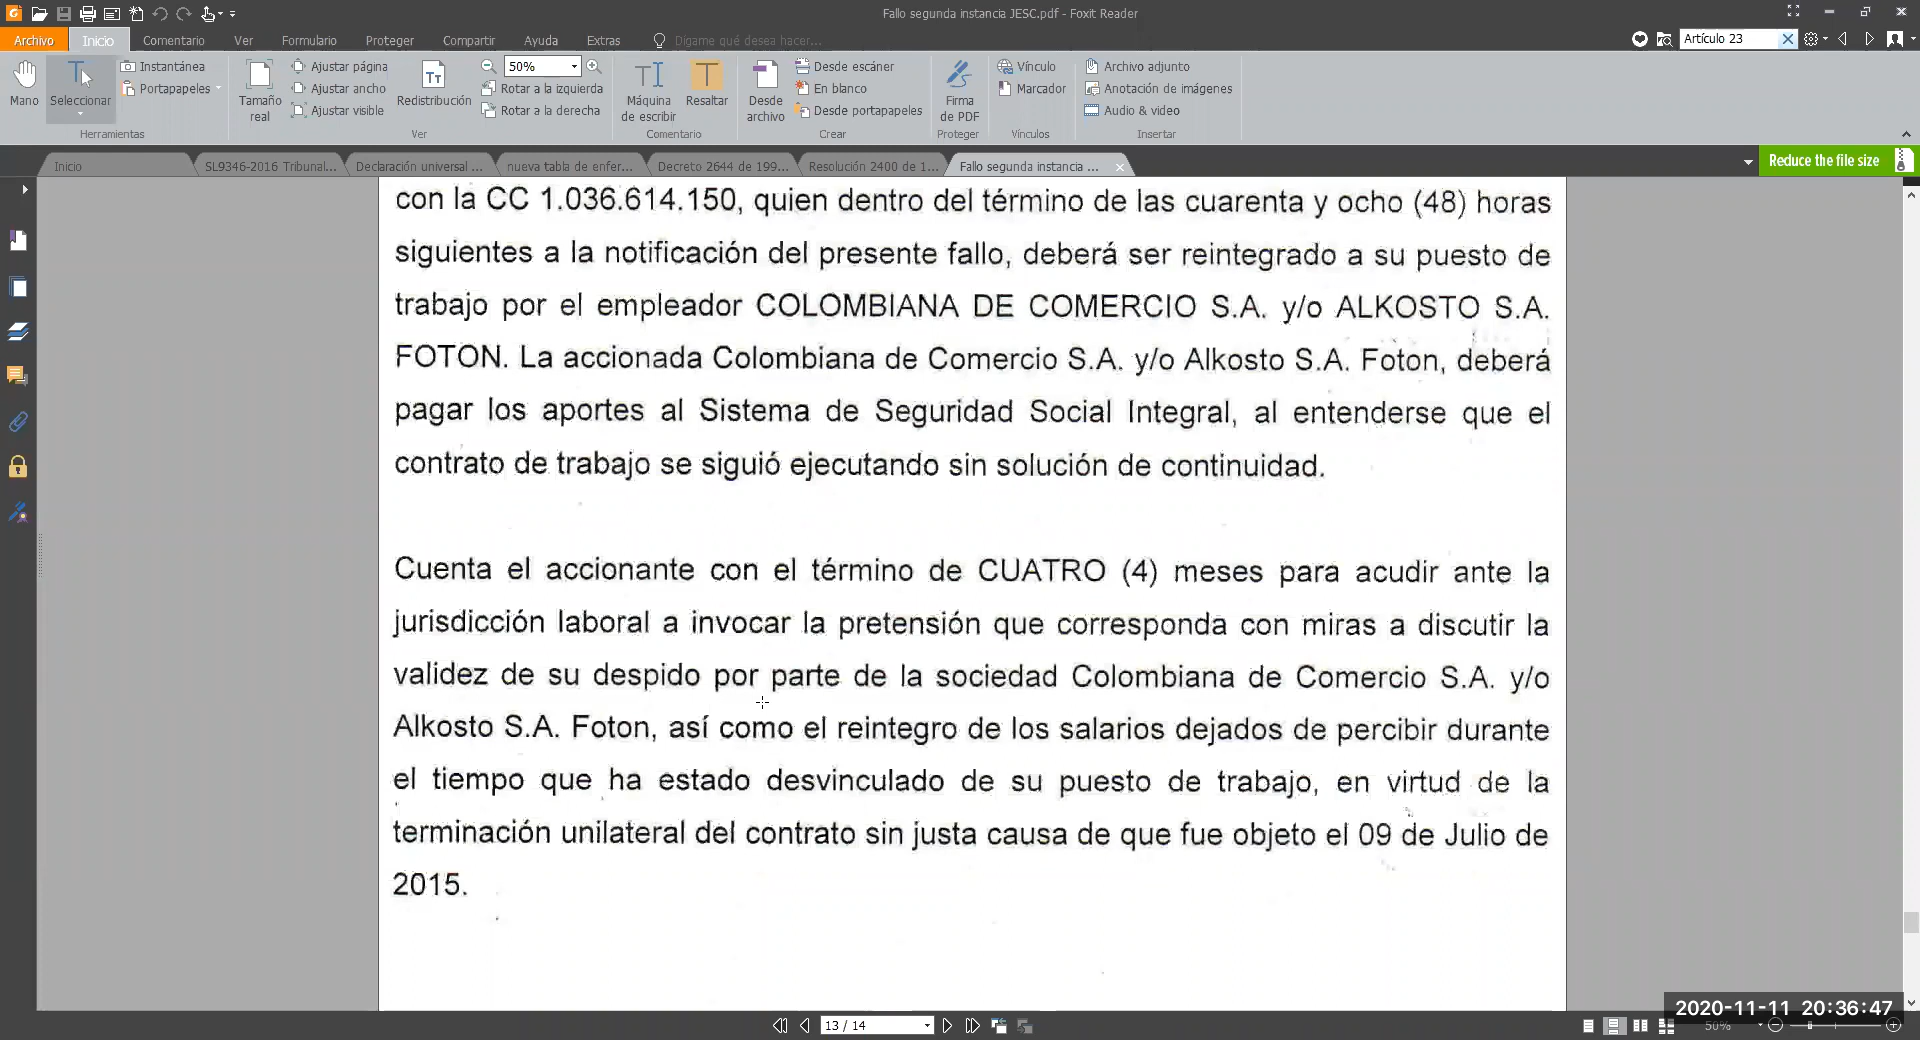 Fallo segunda instancia JESC.pdf - Foxit Reader
Archivo Inicio Comentario Ver Formulario Proteger Compartir Ayuda Extras Dígame qué desea hacer... Artículo 23
Mano
Seleccionar
Instantánea
Portapapeles
Herramientas
Tamaño real
Ajustar página
Ajustar ancho
Ajustar visible
Redistribución
50%
Rotar a la izquierda
Rotar a la derecha
Ver
Máquina de escribir
Resaltar
Comentario
Desde archivo
Desde escáner
En blanco
Desde portapapeles
Crear
Firma de PDF
Proteger
Vínculo
Marcador
Vínculos
Archivo adjunto
Anotación de imágenes
Audio & video
Insertar
Inicio SL9346-2016 Tribunal... Declaración universal ... nueva tabla de enfer... Decreto 2644 de 199... Resolución 2400 de 1... Fallo segunda instancia ... Reduce the file size
con la CC 1.036.614.150, quien dentro del término de las cuarenta y ocho (48) horas
siguientes a la notificación del presente fallo, deberá ser reintegrado a su puesto de
trabajo por el empleador COLOMBIANA DE COMERCIO S.A. y/o ALKOSTO S.A.
FOTON. La accionada Colombiana de Comercio S.A. y/o Alkosto S.A. Foton, deberá
pagar los aportes al Sistema de Seguridad Social Integral, al entenderse que el
contrato de trabajo se siguió ejecutando sin solución de continuidad.
Cuenta el accionante con el término de CUATRO (4) meses para acudir ante la
jurisdicción laboral a invocar la pretensión que corresponda con miras a discutir la
validez de su despido por parte de la sociedad Colombiana de Comercio S.A. y/o
Alkosto S.A. Foton, así como el reintegro de los salarios dejados de percibir durante
el tiempo que ha estado desvinculado de su puesto de trabajo, en virtud de la
terminación unilateral del contrato sin justa causa de que fue objeto el 09 de Julio de
2015.
2020-11-11 20:36:47
13 / 14
50%